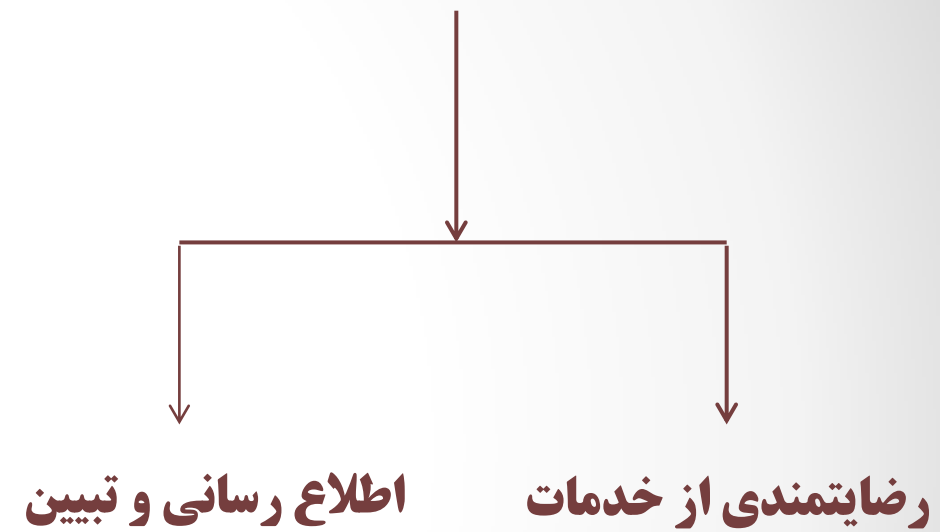 رضایتمندی از خدمات
اطلاع رسانی و تبیین